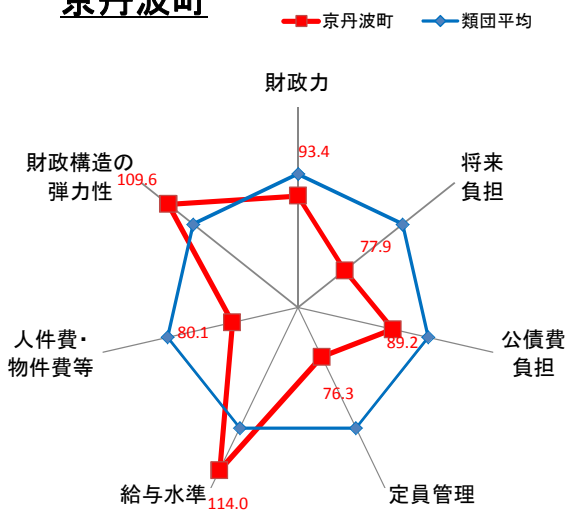 京丹波町
京丹波町
類団平均
財政力
93.4
財政構造の
弾力性
109.6
将来
負担
77.9
人件費・
物件費等
80.1
公債費
負担
89.2
76.3
給与水準
114.0
定員管理